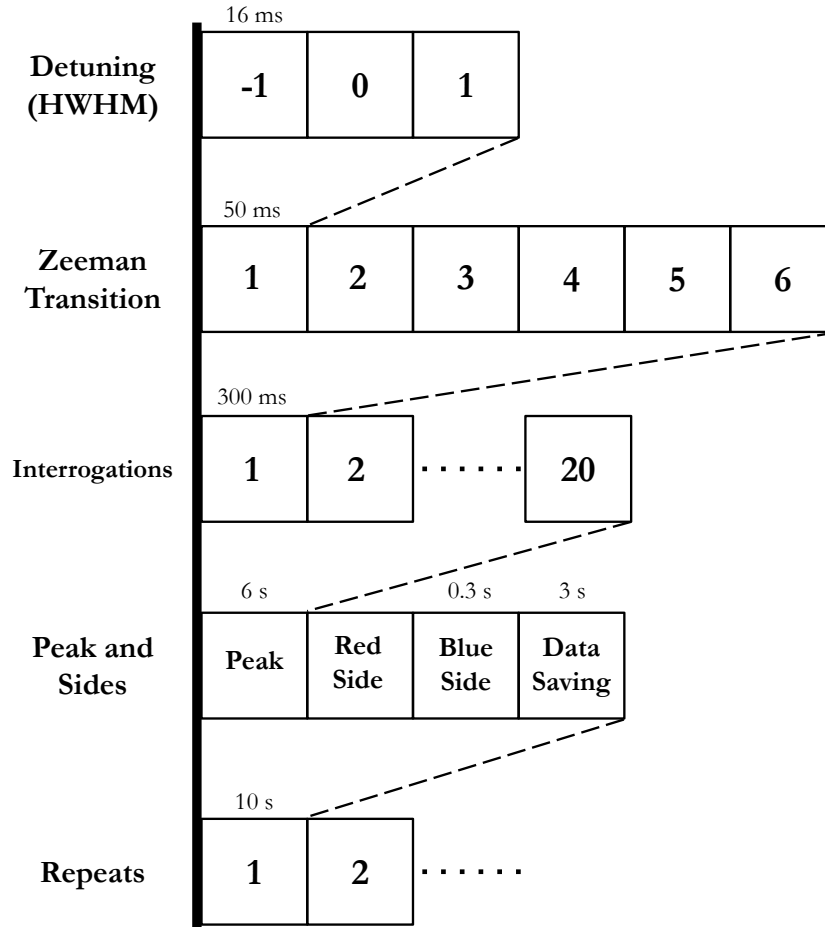 16 ms
Detuning
(HWHM)
-1 0 1
50 ms
Zeeman
Transition
1 2 3 4 5 6
300 ms
Interrogations
1 2 ...... 20
6 s 0.3 s 3 s
Peak and
Sides
Peak
Red
Side
Blue
Side
Data
Saving
10 s
Repeats
1 2 ......